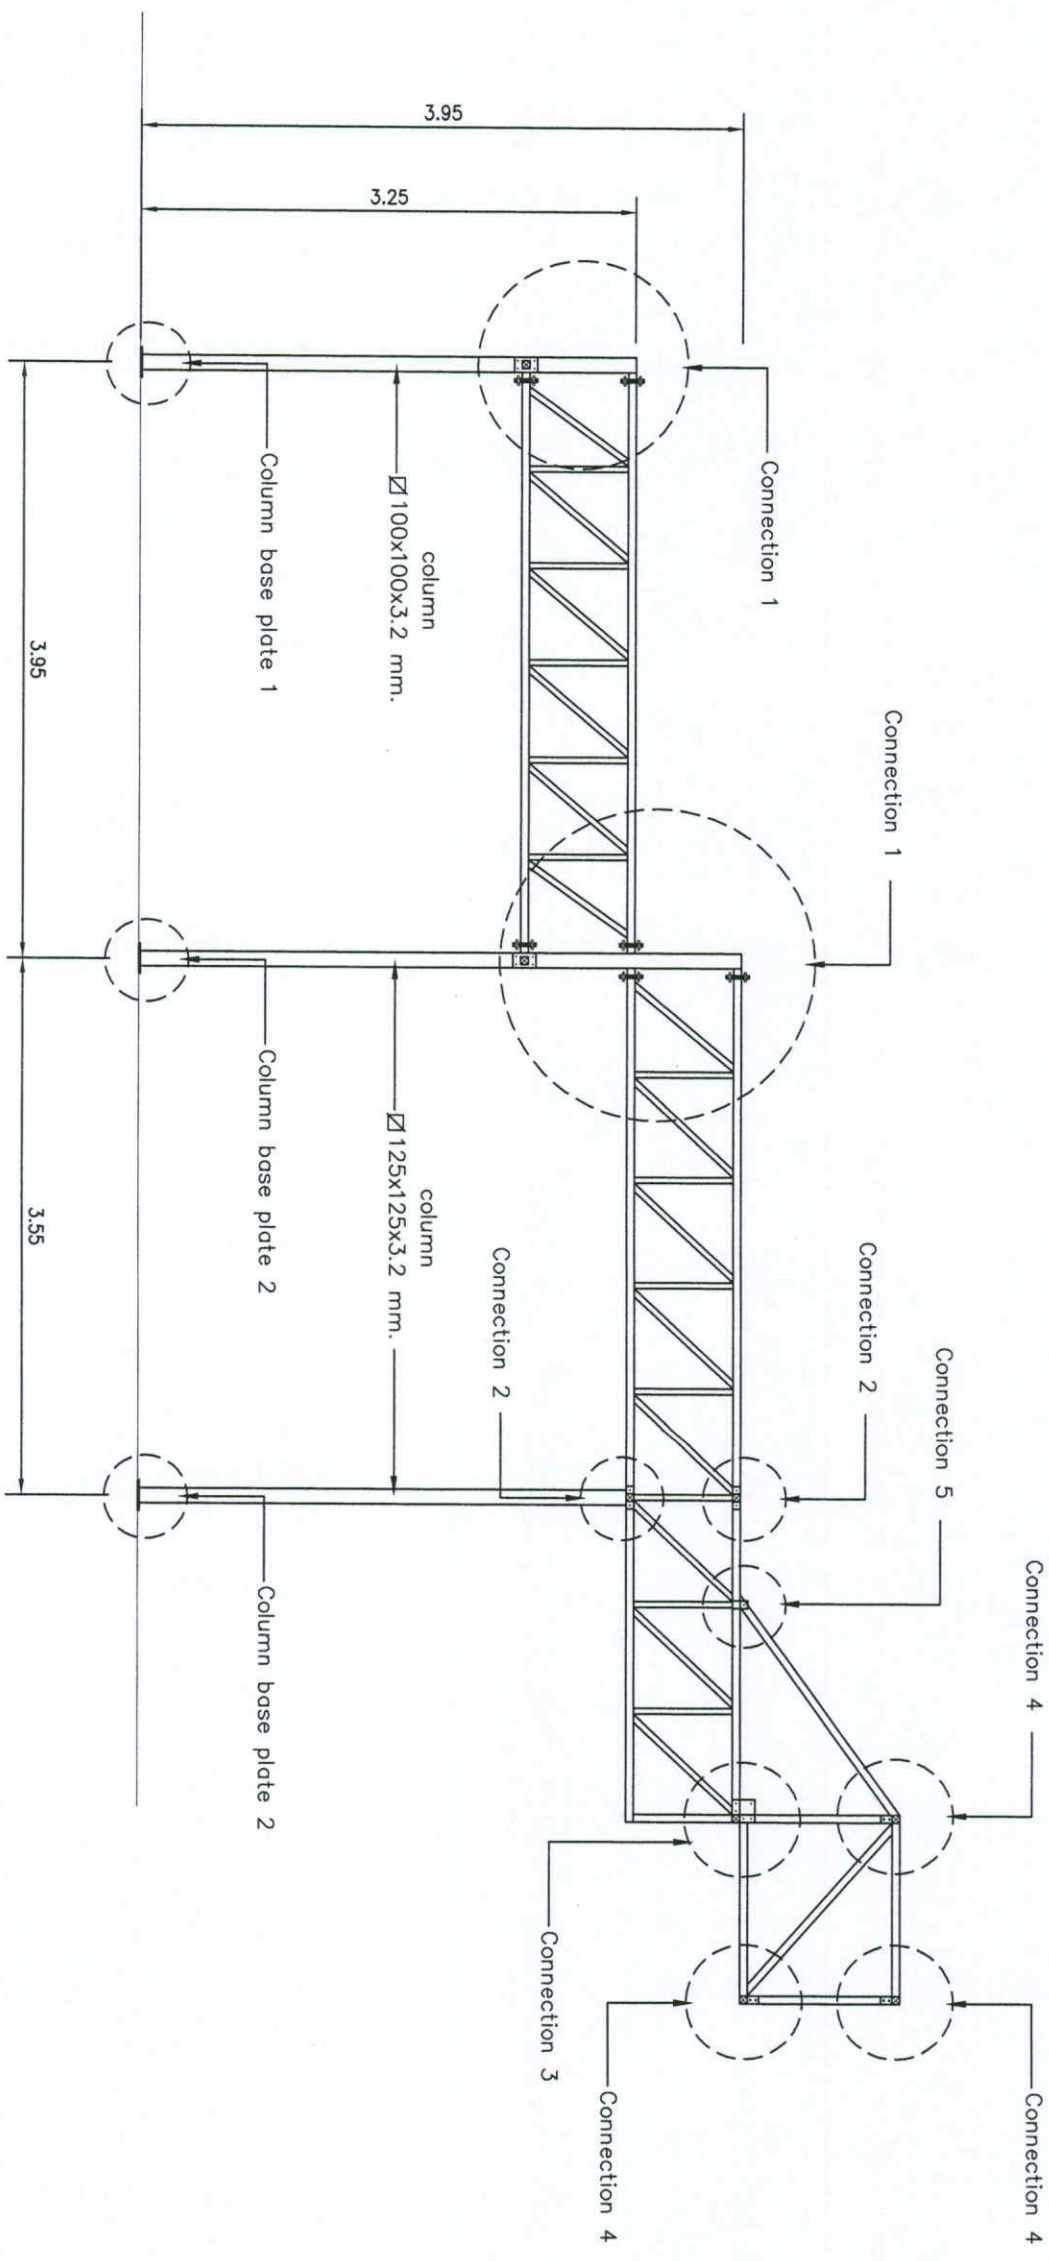 Connection 4
Connection 4
Connection 5
Connection 1
Connection 2
Connection 1
3.95
3.25
Connection 4
Connection 3
Connection 2
column
⍁100x100x3.2 mm.
column
⍁125x125x3.2 mm.
Column base plate 1
Column base plate 2
Column base plate 2
3.95
3.55